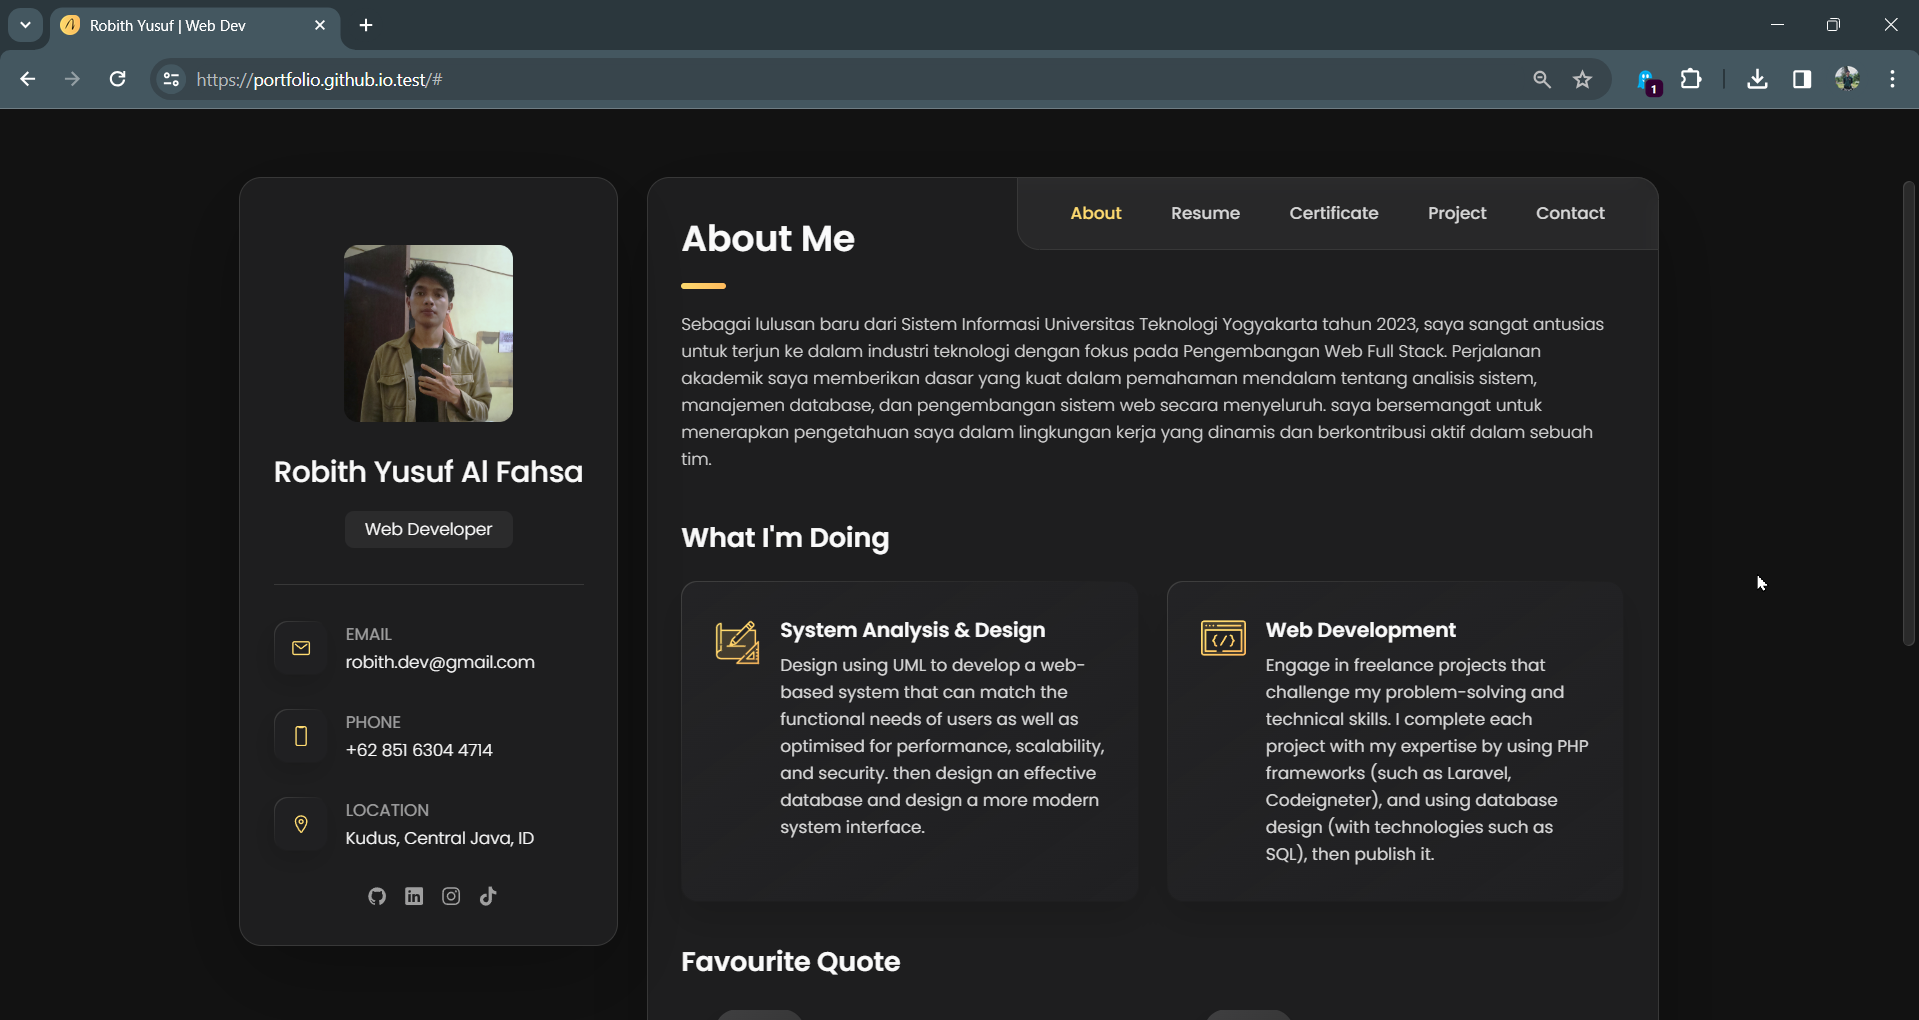 Robith Yusuf | Web Dev
https://portfolio.github.io.test/#
1
Robith Yusuf Al Fahsa
Web Developer
EMAIL
robith.dev@gmail.com
PHONE
+62 851 6304 4714
LOCATION
Kudus, Central Java, ID
About
Resume
Certificate
Project
Contact
About Me
Sebagai lulusan baru dari Sistem Informasi Universitas Teknologi Yogyakarta tahun 2023, saya sangat antusias
untuk terjun ke dalam industri teknologi dengan fokus pada Pengembangan Web Full Stack. Perjalanan
akademik saya memberikan dasar yang kuat dalam pemahaman mendalam tentang analisis sistem,
manajemen database, dan pengembangan sistem web secara menyeluruh. saya bersemangat untuk
menerapkan pengetahuan saya dalam lingkungan kerja yang dinamis dan berkontribusi aktif dalam sebuah
tim.
What I'm Doing
System Analysis & Design
Design using UML to develop a web-
based system that can match the
functional needs of users as well as
optimised for performance, scalability,
and security. then design an effective
database and design a more modern
system interface.
Web Development
Engage in freelance projects that
challenge my problem-solving and
technical skills. I complete each
project with my expertise by using PHP
frameworks (such as Laravel,
Codeigneter), and using database
design (with technologies such as
SQL), then publish it.
Favourite Quote